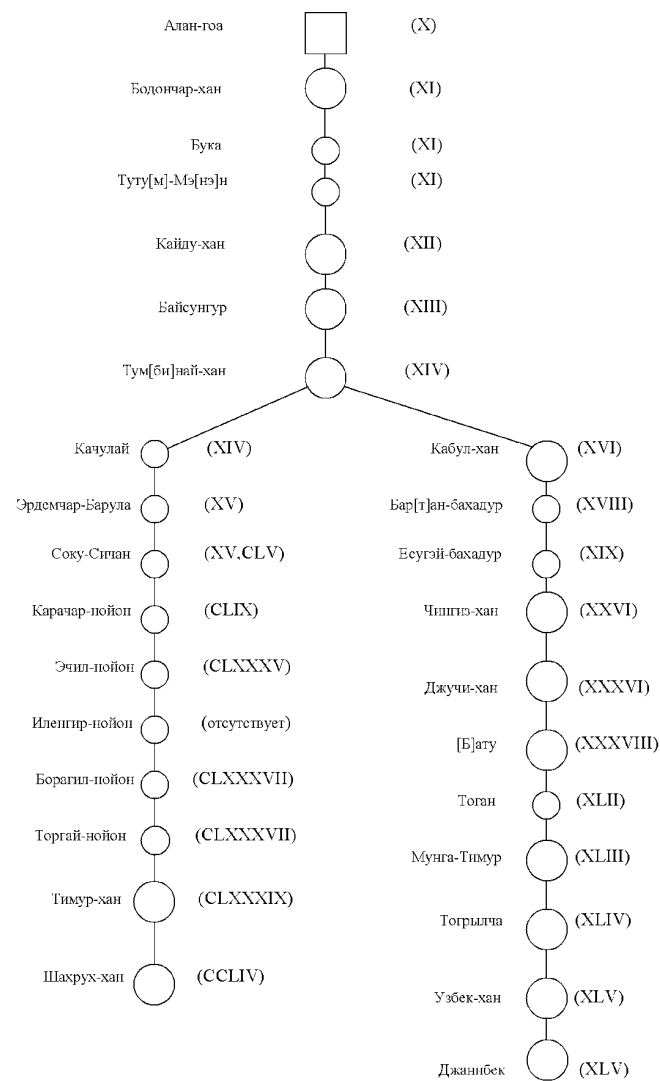 Алан-гоа (X)
Бодончар-хан (XI)
Бука (XI)
Туту[м]-Мэ[нэ]н (XI)
Кайду-хан (XII)
Байсунгур (XIII)
Тум[би]най-хан (XIV)
Качулай (XIV)
Эрдемчар-Барула (XV)
Соку-Сичан (XV,CLV)
Карачар-нойон (CLIX)
Эчил-нойон (CLXXXV)
Иленгир-нойон (отсутствует)
Борагил-нойон (CLXXXVII)
Торгай-нойон (CLXXXVII)
Тимур-хан (CLXXXIX)
Шахрух-хан (CCLIV)
Кабул-хан (XVI)
Бар[т]ан-бахадур (XVIII)
Есугэй-бахадур (XIX)
Чингиз-хан (XXVI)
Джучи-хан (XXXVI)
[Б]ату (XXXVIII)
Тоган (XLII)
Мунга-Тимур (XLIII)
Тогрылча (XLIV)
Узбек-хан (XLV)
Джанибек (XLV)